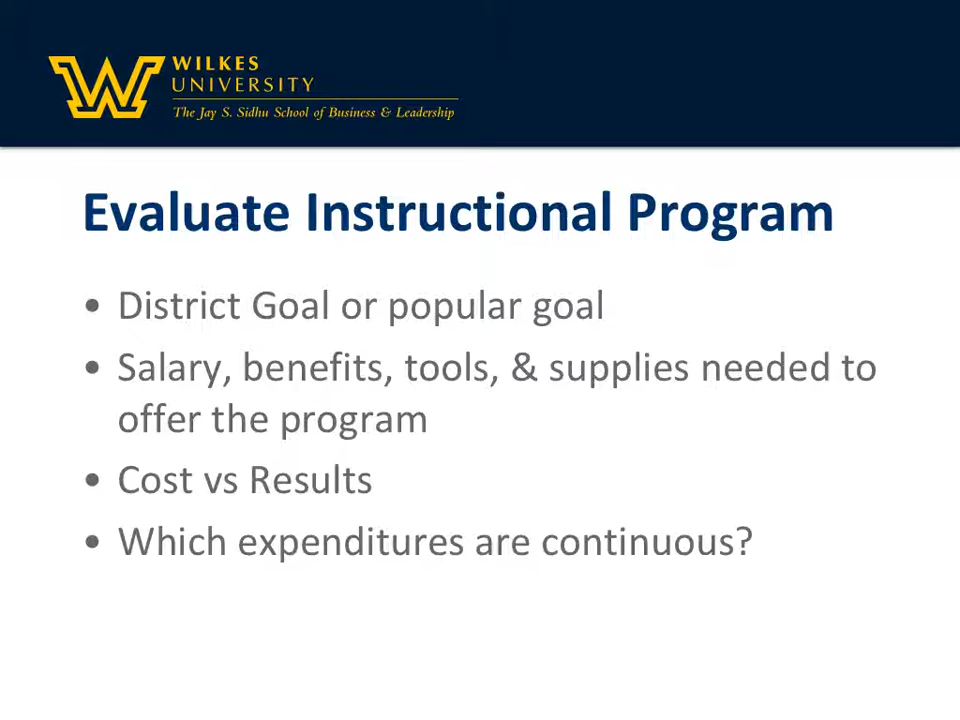 WILKES
UNIVERSITY
The Jay S. Sidhu School of Business & Leadership
Evaluate Instructional Program
• District Goal or popular goal
• Salary, benefits, tools, & supplies needed to
offer the program
• Cost vs Results
• Which expenditures are continuous?